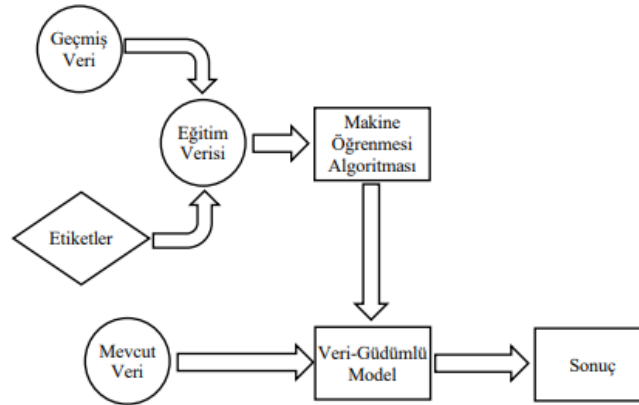 Geçmiş
Veri
Eğitim
Verisi
Makine
Öğrenmesi
Algoritması
Etiketler
Mevcut
Veri
Veri-Güdümlü
Model
Sonuç